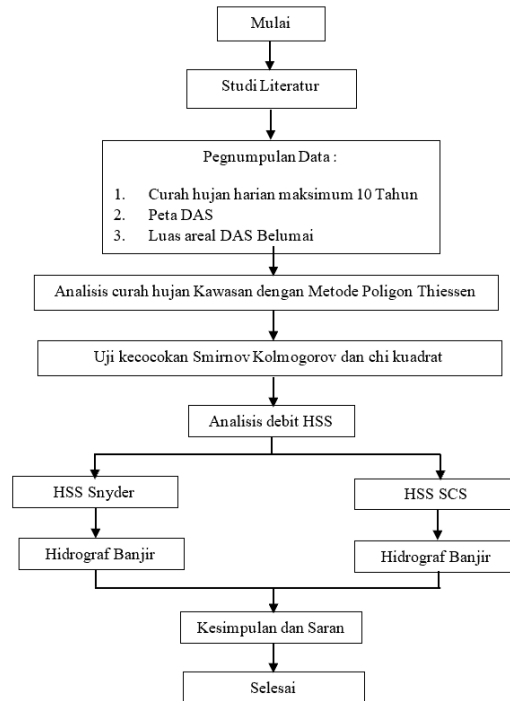 Mulai
Studi Literatur
Pegnumpulan Data :
1. Curah hujan harian maksimum 10 Tahun
2. Peta DAS
3. Luas areal DAS Belumai
Analisis curah hujan Kawasan dengan Metode Poligon Thiessen
Uji kecocokan Smirnov Kolmogorov dan chi kuadrat
Analisis debit HSS
HSS Snyder
HSS SCS
Hidrograf Banjir
Hidrograf Banjir
Kesimpulan dan Saran
Selesai